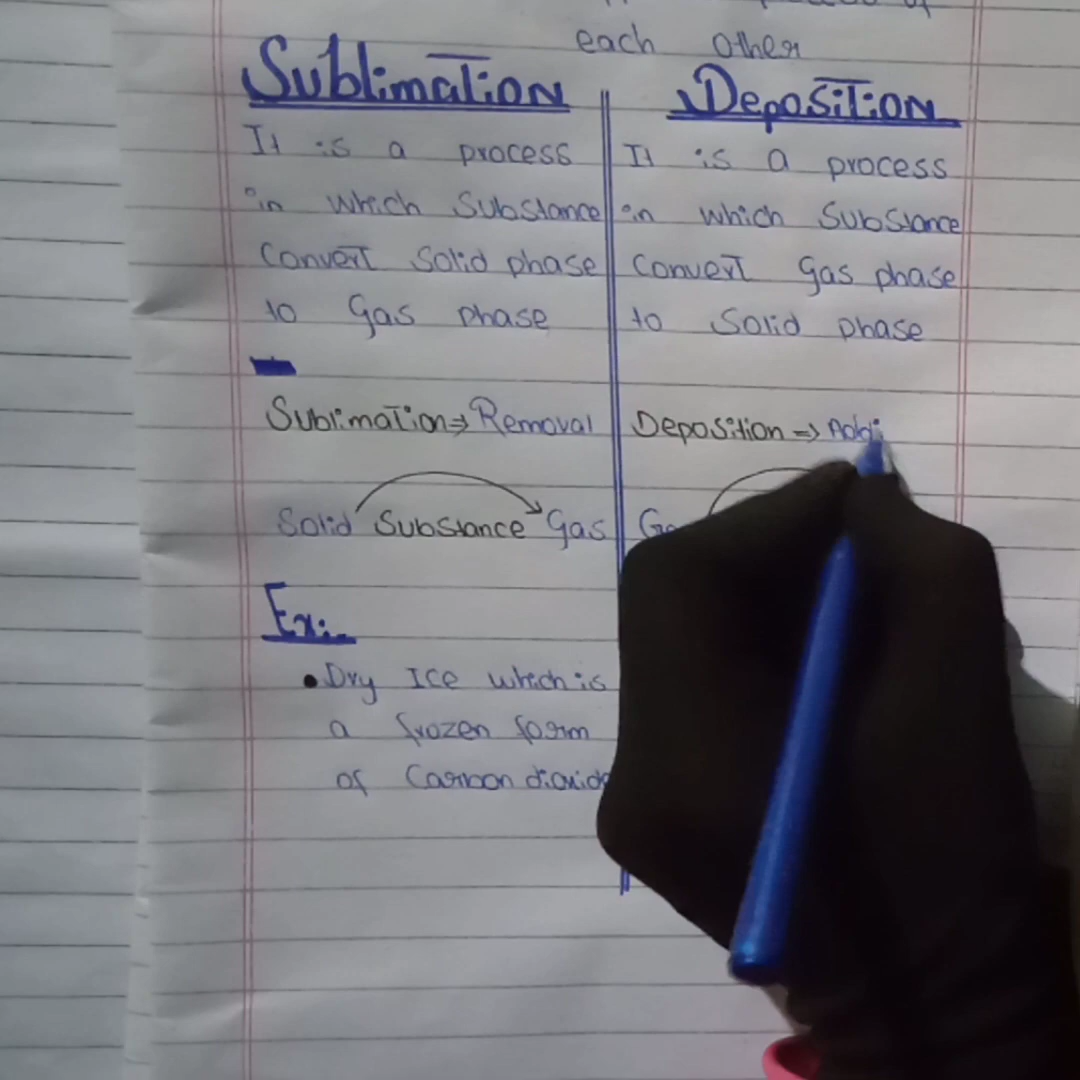 of
each other
Sublimation
It is a process
in which Substance
Convert Solid phase
to Gas phase
Sublimation ⇒ Removal
Solid Substance Gas
Ex:-
• Dry Ice which is
a frozen form
of Carbon
Deposition
It is a process
in which Substance
Convert Gas phase
to Solid phase
Deposition ⇒ Addi